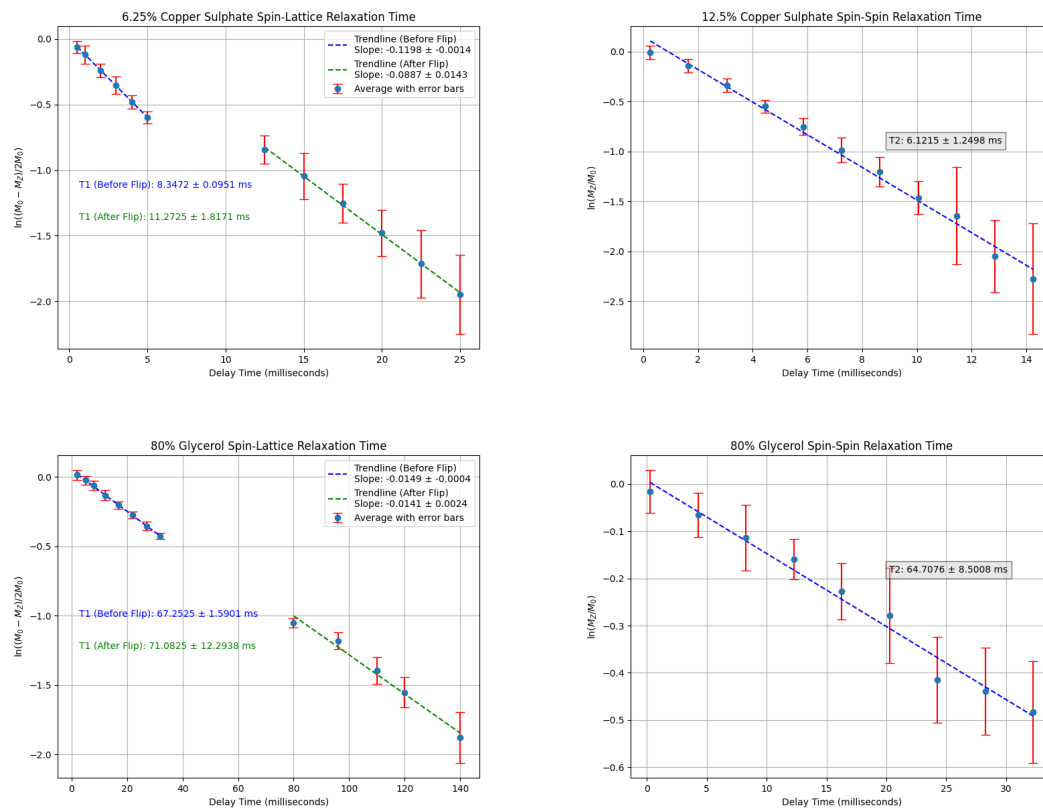 6.25% Copper Sulphate Spin-Lattice Relaxation Time
Trendline (Before Flip)
Slope: -0.1198 ± -0.0014
Trendline (After Flip)
Slope: -0.0887 ± 0.0143
Average with error bars
T1 (Before Flip): 8.3472 ± 0.0951 ms
T1 (After Flip): 11.2725 ± 1.8171 ms
ln((M₀ − M_Z)/2M₀)
0.0
−0.5
−1.0
−1.5
−2.0
0 5 10 15 20 25
Delay Time (milliseconds)
12.5% Copper Sulphate Spin-Spin Relaxation Time
T2: 6.1215 ± 1.2498 ms
ln(M_Z/M₀)
0.0
−0.5
−1.0
−1.5
−2.0
−2.5
0 2 4 6 8 10 12 14
Delay Time (milliseconds)
80% Glycerol Spin-Lattice Relaxation Time
Trendline (Before Flip)
Slope: -0.0149 ± -0.0004
Trendline (After Flip)
Slope: -0.0141 ± 0.0024
Average with error bars
T1 (Before Flip): 67.2525 ± 1.5901 ms
T1 (After Flip): 71.0825 ± 12.2938 ms
ln((M₀ − M_Z)/2M₀)
0.0
−0.5
−1.0
−1.5
−2.0
0 20 40 60 80 100 120 140
Delay Time (milliseconds)
80% Glycerol Spin-Spin Relaxation Time
T2: 64.7076 ± 8.5008 ms
ln(M_Z/M₀)
0.0
−0.1
−0.2
−0.3
−0.4
−0.5
−0.6
0 5 10 15 20 25 30
Delay Time (milliseconds)